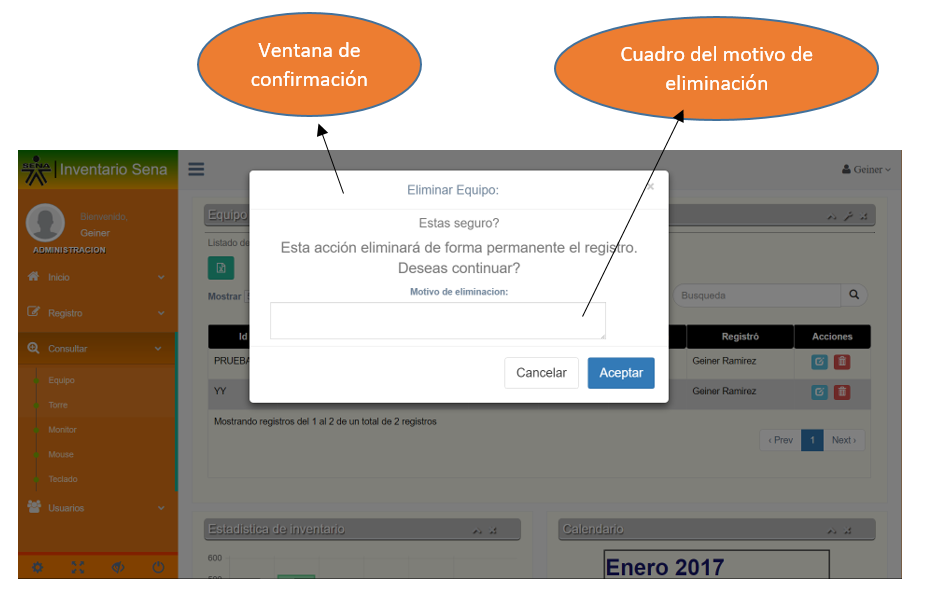 Ventana de
confirmación
Cuadro del motivo de
eliminación
SENA
Inventario Sena
Geiner
Bienvenido,
Geiner
ADMINISTRACION
Inicio
Registro
Consultar
Equipo
Torre
Monitor
Mouse
Teclado
Usuarios
Equipo
Listado de
Mostrar
Busqueda
Id
Registró
Acciones
PRUEBA
Geiner Ramirez
YY
Geiner Ramirez
Mostrando registros del 1 al 2 de un total de 2 registros
‹ Prev 1 Next ›
Eliminar Equipo:
×
Estas seguro?
Esta acción eliminará de forma permanente el registro.
Deseas continuar?
Motivo de eliminacion:
Cancelar
Aceptar
Estadistica de inventario
600
Calendario
Enero 2017